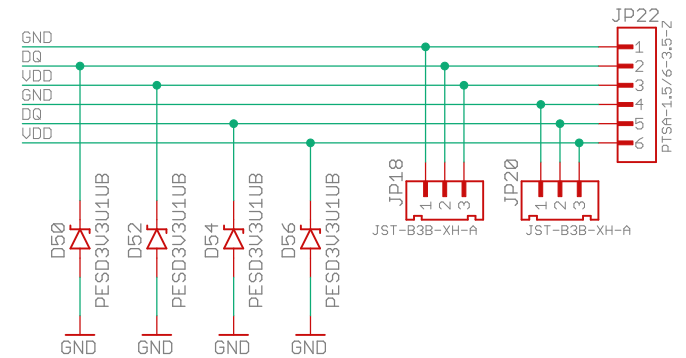 JP22
GND
DQ
VDD
GND
DQ
VDD
1
2
3
4
5
6
PTSA-1.5/6-3.5-Z
JP18
1
2
3
JST-B3B-XH-A
JP20
1
2
3
JST-B3B-XH-A
D50
PESD3V3U1UB
D52
PESD3V3U1UB
D54
PESD3V3U1UB
D56
PESD3V3U1UB
GND
GND
GND
GND